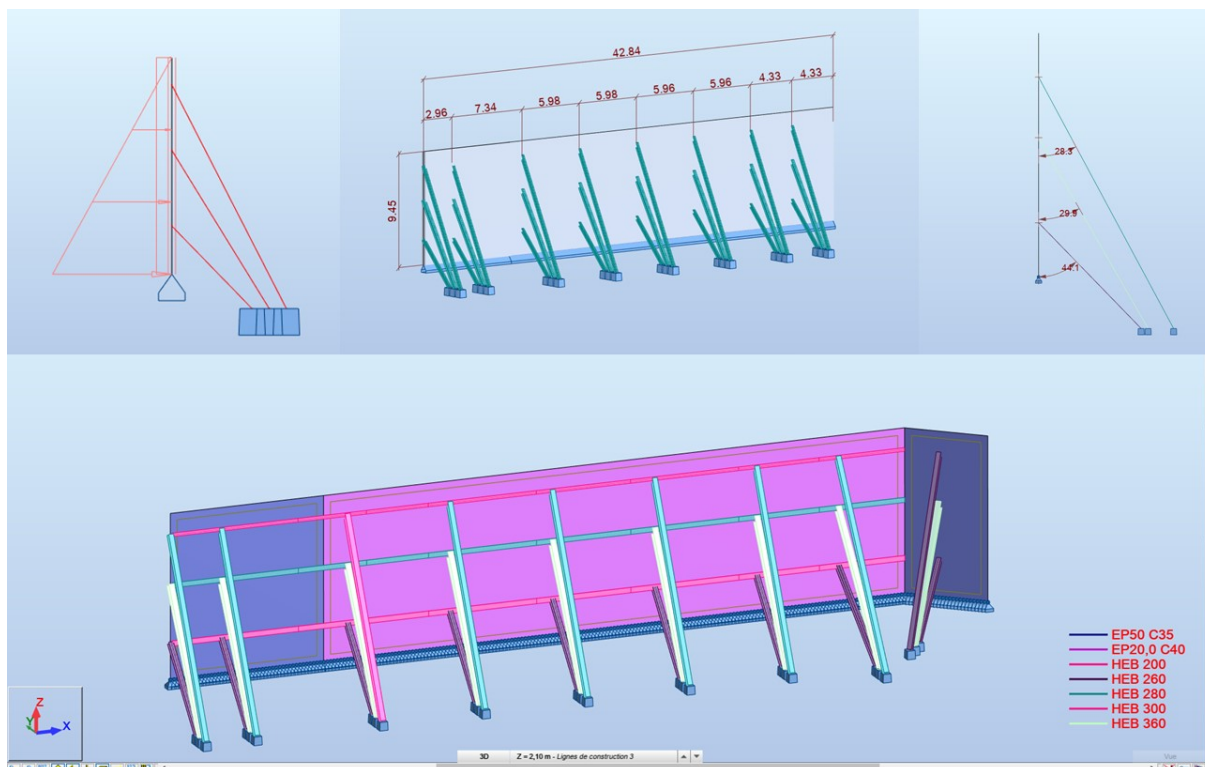 42.84
2.96 7.34 5.98 5.98 5.96 5.96 4.33 4.33
9.45
28.3
29.9
44.1
EP50 C35
EP20,0 C40
HEB 200
HEB 260
HEB 280
HEB 300
HEB 360
Z
Y X
3D Z = 2,10 m - Lignes de construction 3
Vue